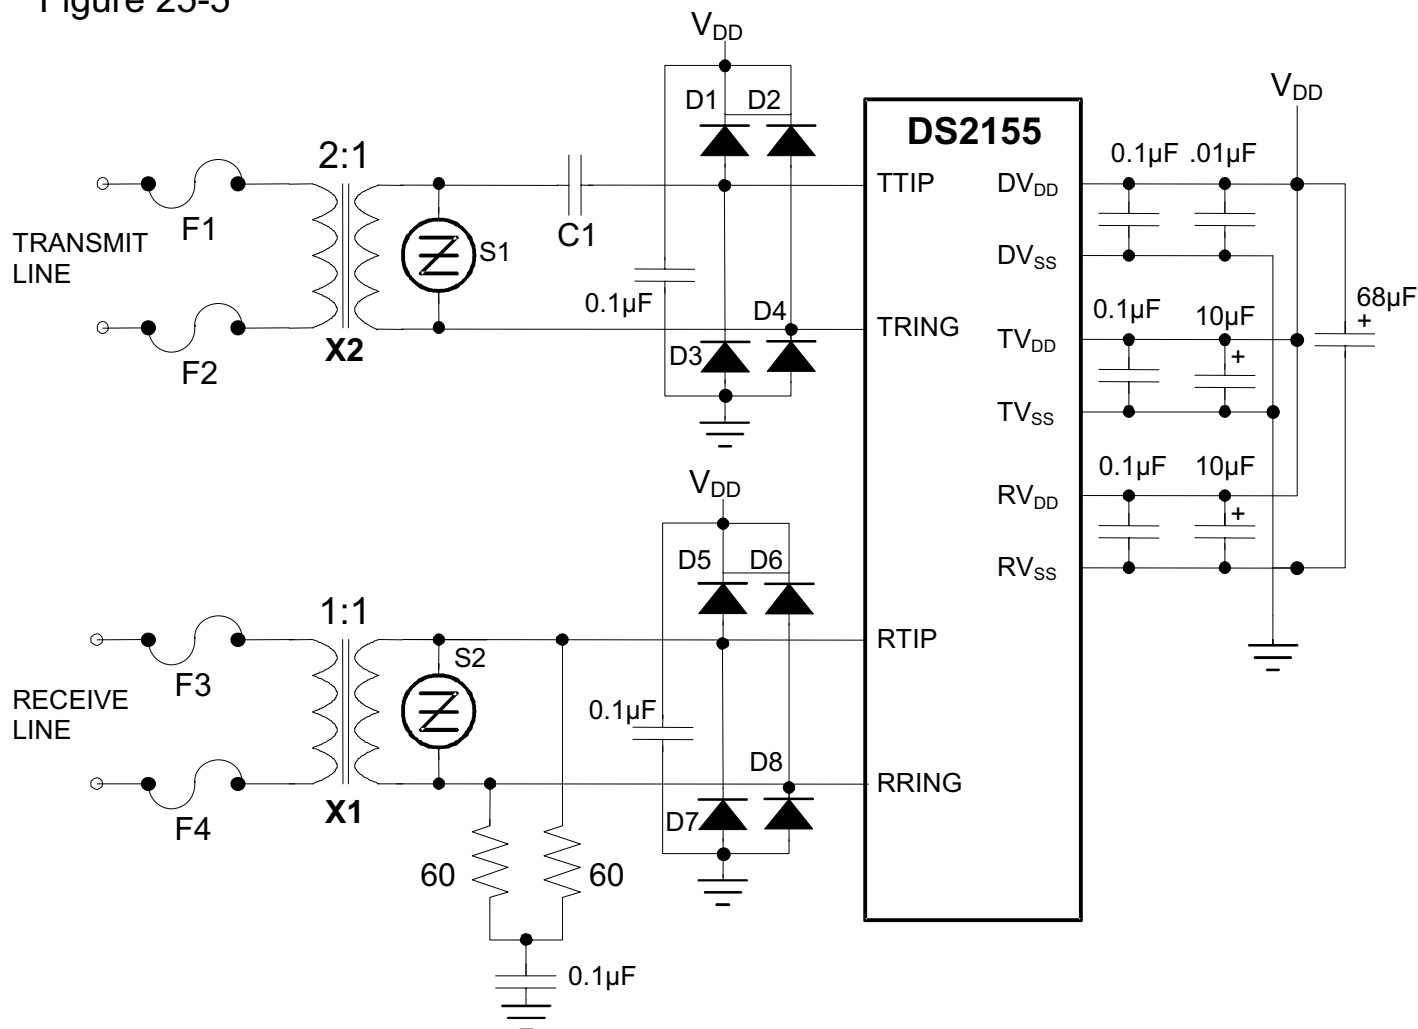 Figure 25-5
VDD
D1
D2
D3
D4
0.1µF
2:1
X2
F1
F2
TRANSMIT
LINE
S1
C1
DS2155
TTIP
TRING
RTIP
RRING
DVDD
DVSS
TVDD
TVSS
RVDD
RVSS
VDD
0.1µF .01µF
0.1µF 10µF
+
0.1µF 10µF
+
68µF
+
VDD
D5
D6
D7
D8
0.1µF
1:1
X1
F3
F4
RECEIVE
LINE
S2
60
60
0.1µF